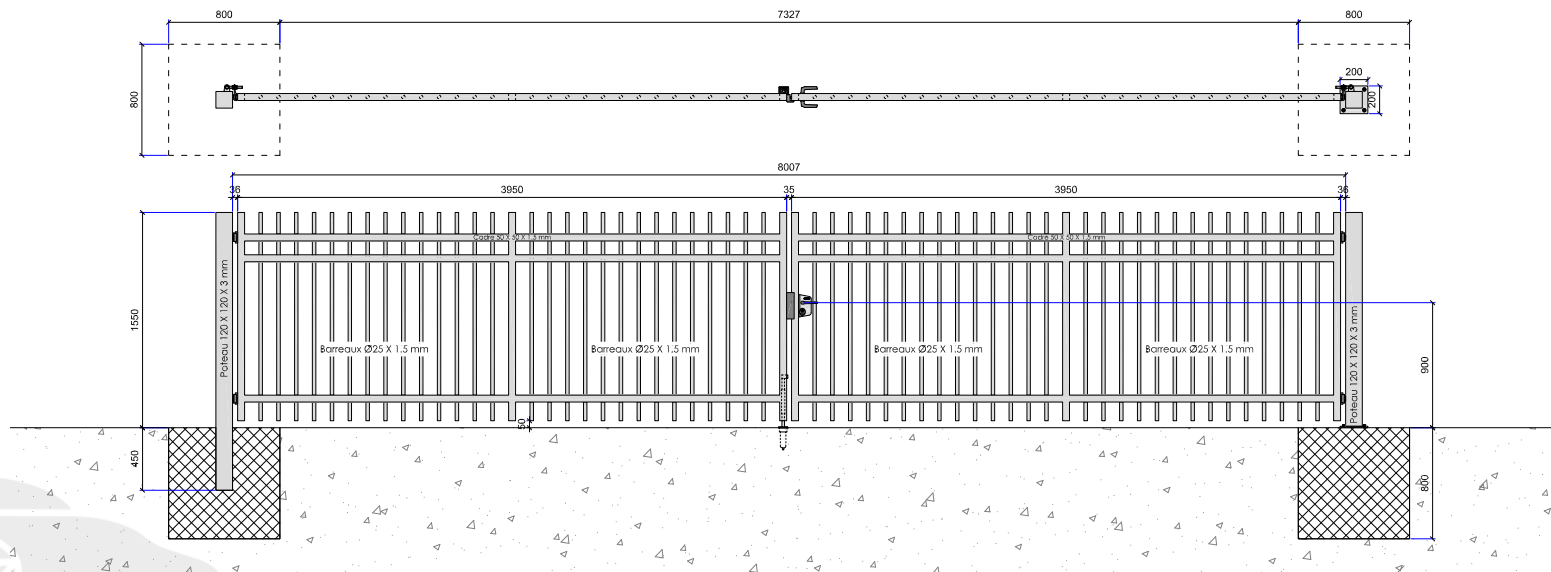 800
7327
800
800
200
200
8007
36
3950
35
3950
36
Cadre 50 X 50 X 1.5 mm
Cadre 50 X 50 X 1.5 mm
1550
Poteau 120 X 120 X 3 mm
Barreaux Ø25 X 1.5 mm
Barreaux Ø25 X 1.5 mm
Barreaux Ø25 X 1.5 mm
Barreaux Ø25 X 1.5 mm
Poteau 120 X 120 X 3 mm
900
50
450
800